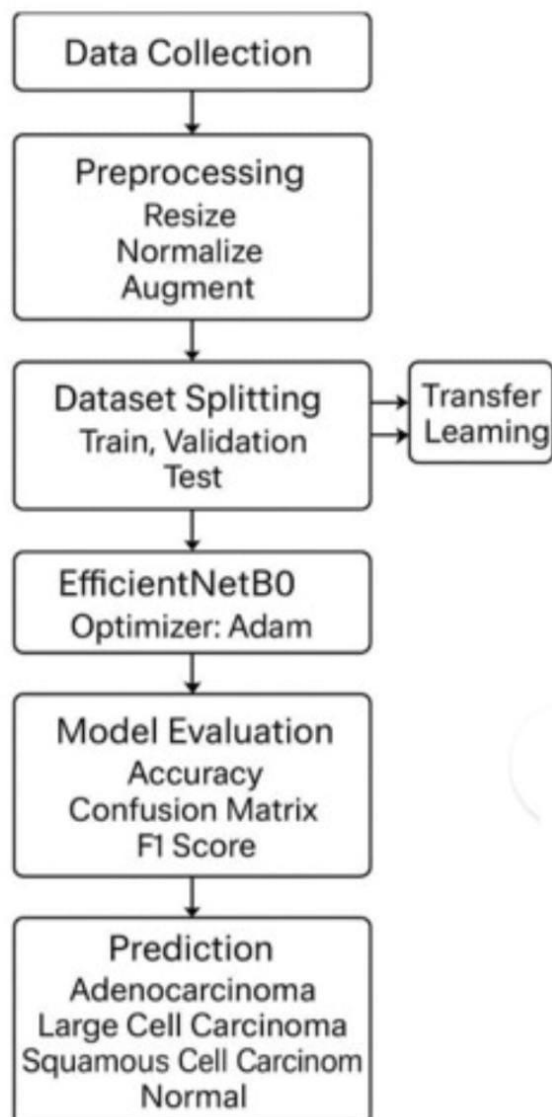 Data Collection
Preprocessing
Resize
Normalize
Augment
Dataset Splitting
Train, Validation
Test
Transfer
Leaming
EfficientNetB0
Optimizer: Adam
Model Evaluation
Accuracy
Confusion Matrix
F1 Score
Prediction
Adenocarcinoma
Large Cell Carcinoma
Squamous Cell Carcinom
Normal